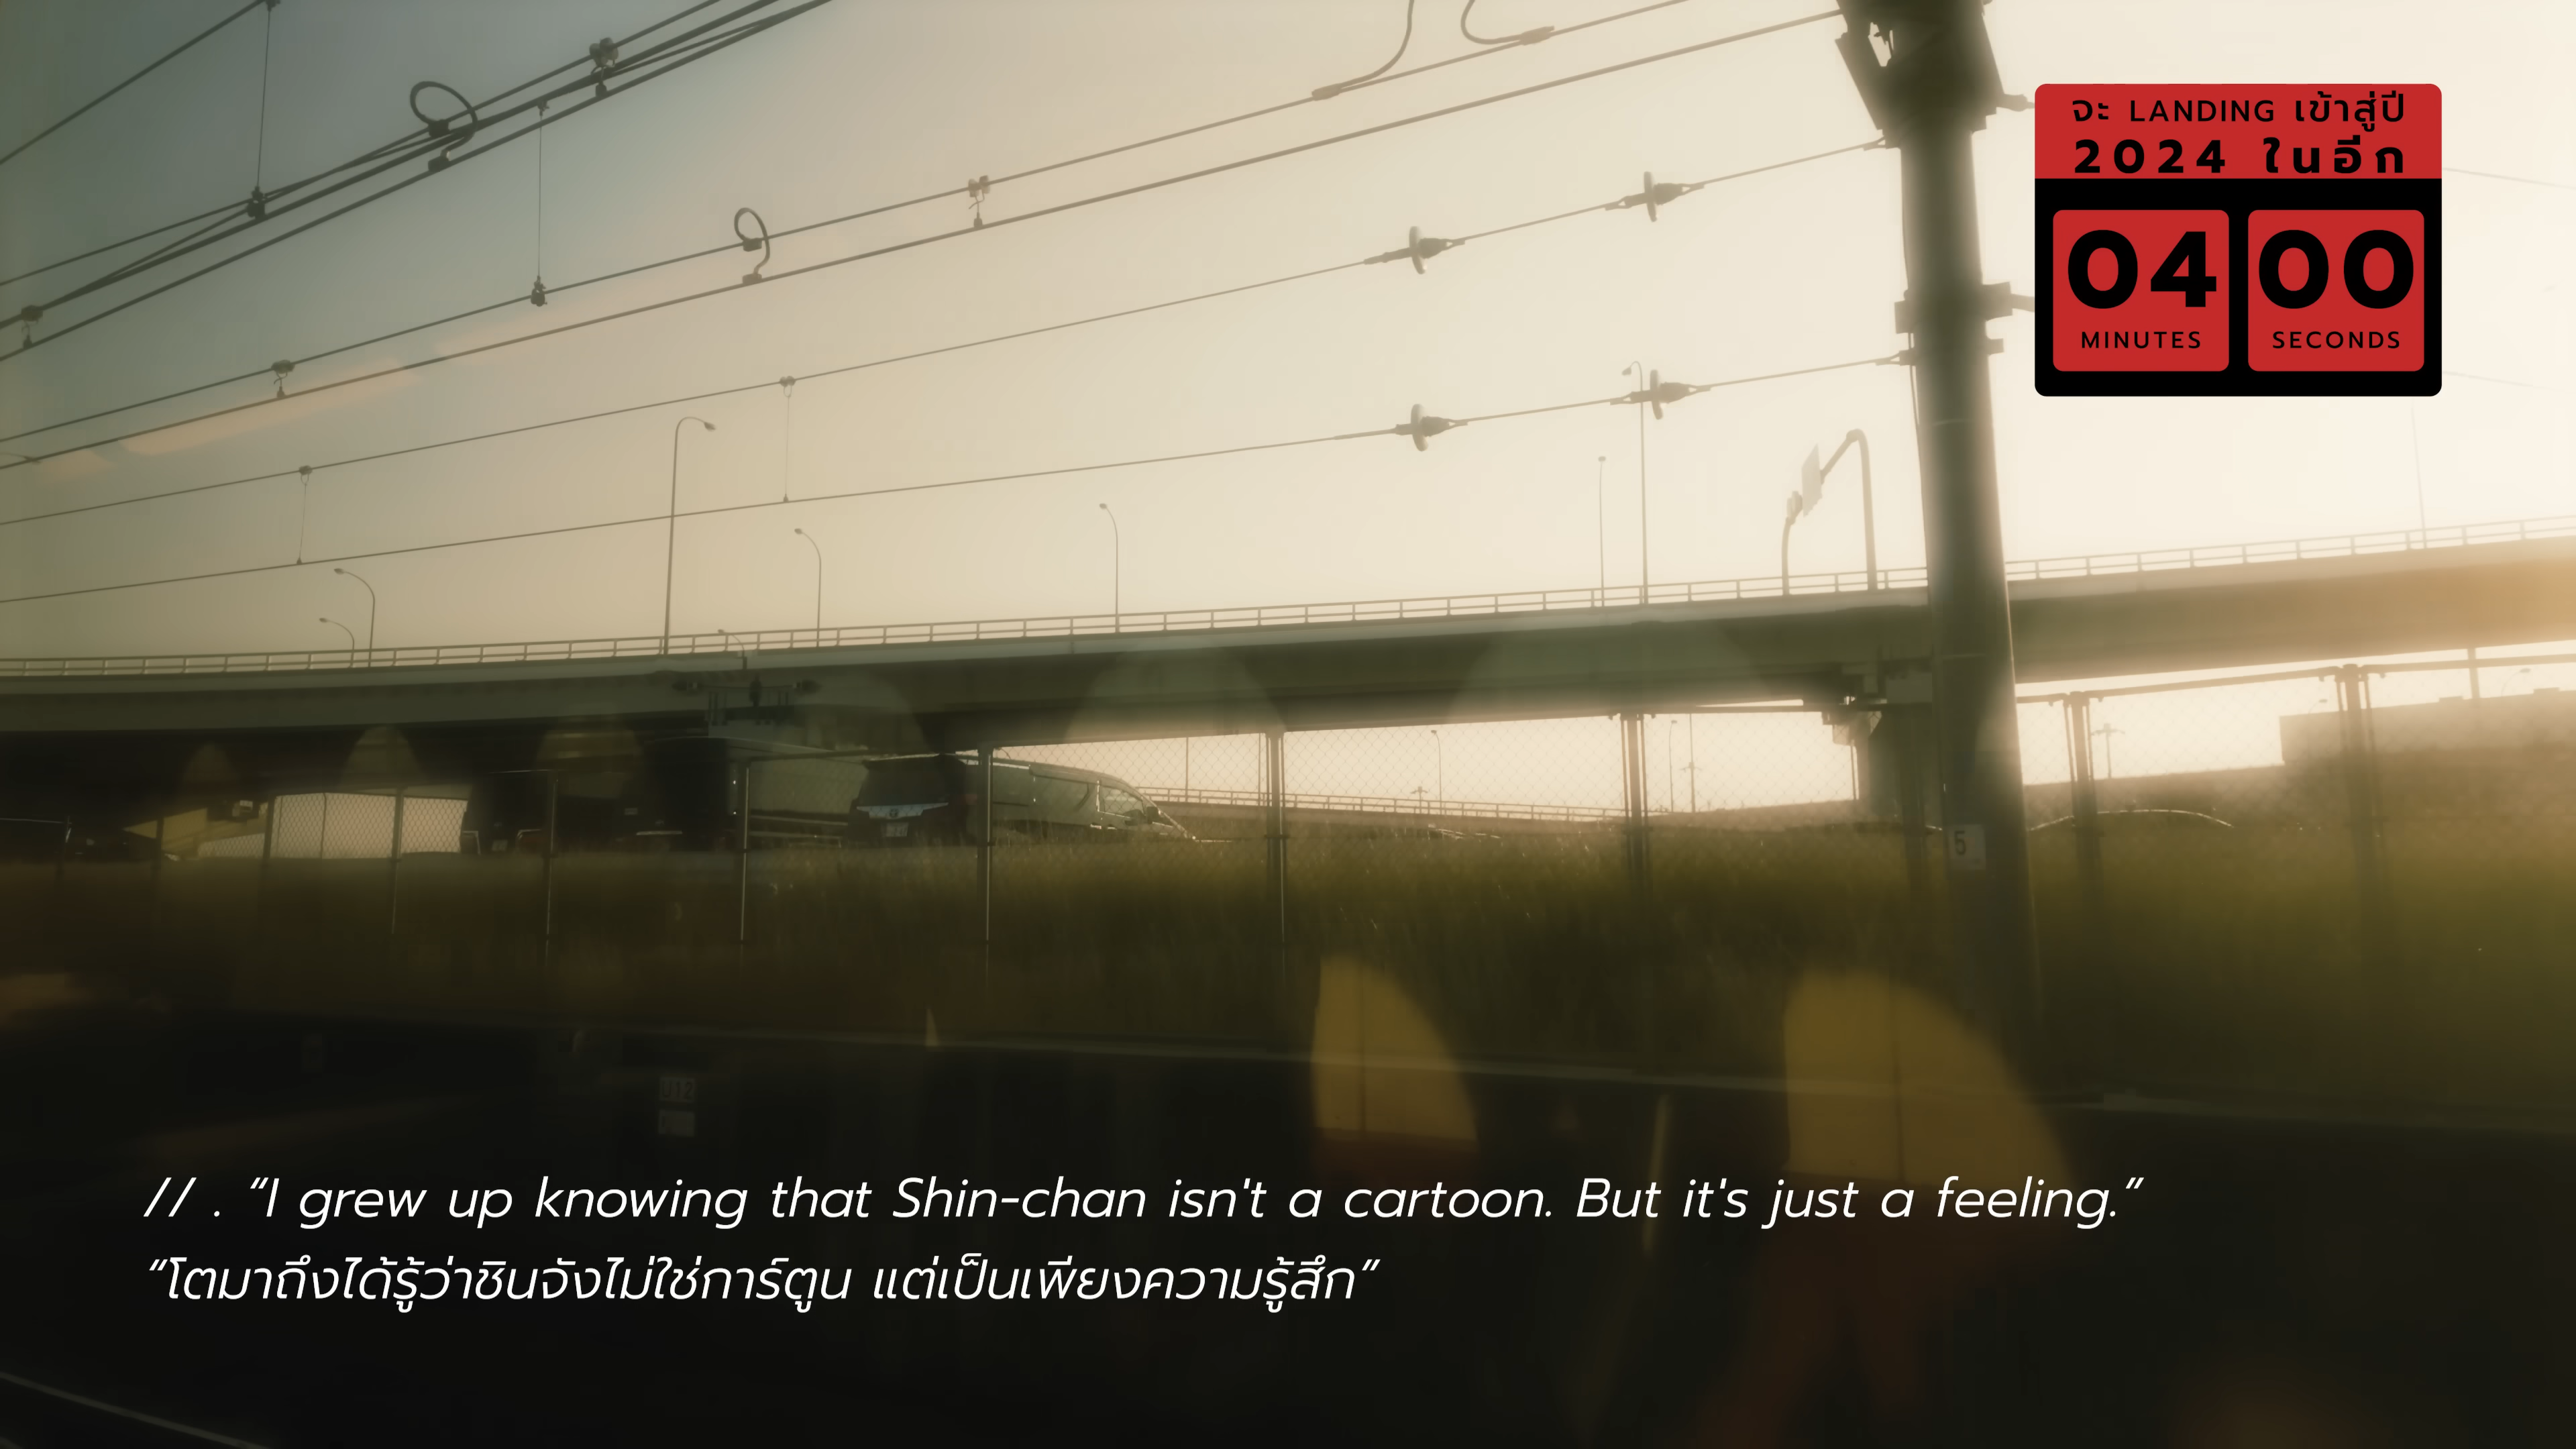 จะ LANDING เข้าสู่ปี
2024 ในอีก
04 00
MINUTES SECONDS
5
// . “I grew up knowing that Shin-chan isn't a cartoon. But it's just a feeling.”
“โตมาถึงได้รู้ว่าชินจังไม่ใช่การ์ตูน แต่เป็นเพียงความรู้สึก”